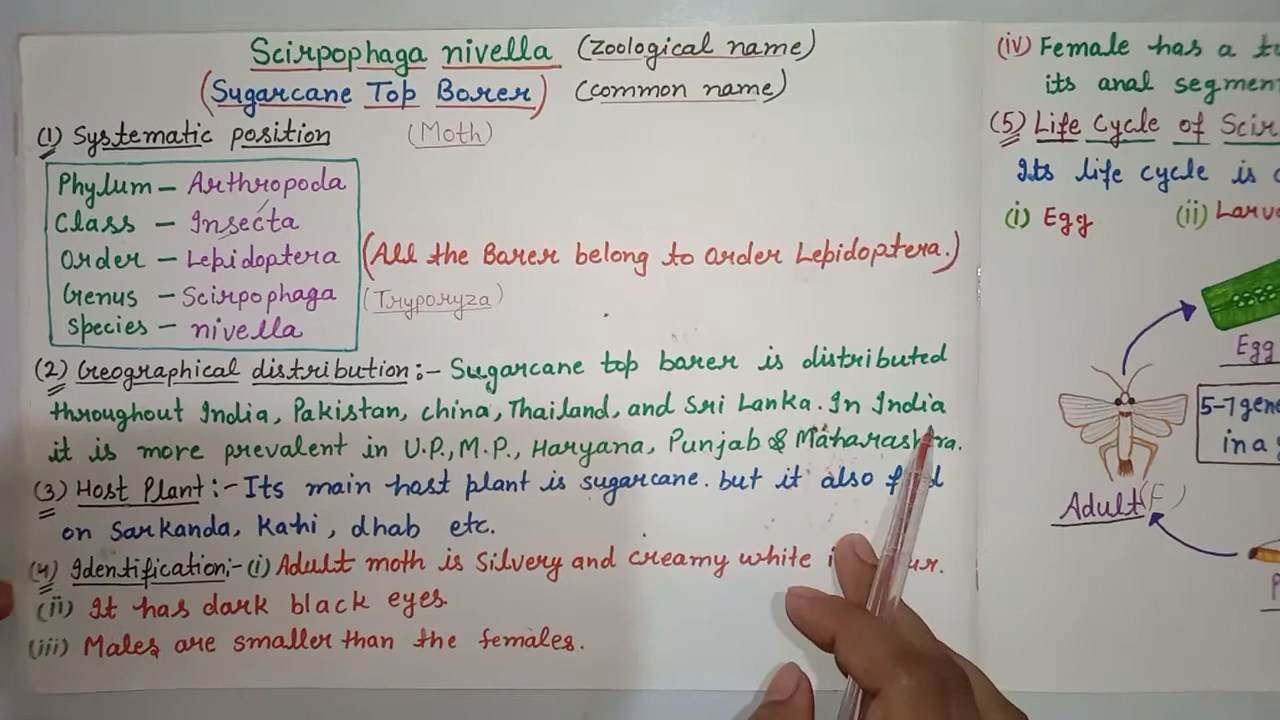 Scirpophaga nivella (Zoological name)
(Sugarcane Top Borer) (common name)
(1) Systematic position (Moth)
Phylum – Arthropoda
Class – Insecta
Order – Lepidoptera (All the Borer belong to Order Lepidoptera.)
Genus – Scirpophaga (Tryporyza)
Species – nivella
(2) Geographical distribution :- Sugarcane top borer is distributed
throughout India, Pakistan, china, Thailand, and Sri Lanka. In India
it is more prevalent in U.P., M.P., Haryana, Punjab & Maharashtra.
(3) Host Plant :- Its main host plant is sugarcane. but it also
on Sarkanda, Kahi, dhab etc.
(4) Identification:- (i) Adult moth is Silvery and creamy white
(ii) It has dark black eyes.
(iii) Males are smaller than the females.
(iv) Female has a
its anal
(5) Life Cycle of
Its life cycle is
(i) Egg (ii)
Egg
5-7
in a
Adult (F)